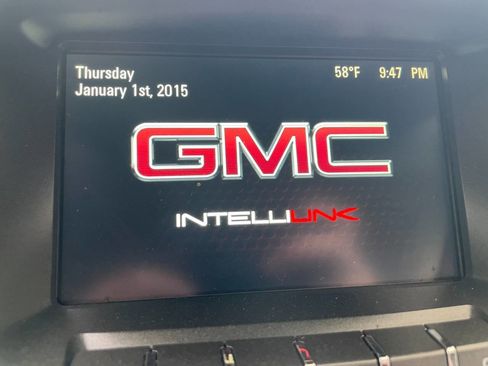 Thursday 58°F 9:47 PM
January 1st, 2015
GMC
INTELLILINK